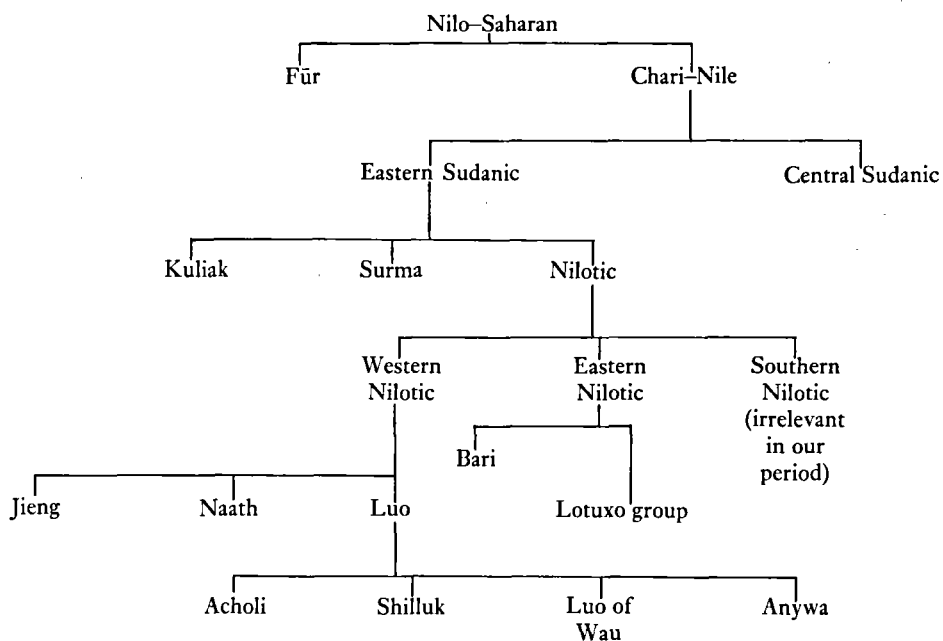 Nilo–Saharan
Fūr
Chari–Nile
Eastern Sudanic
Central Sudanic
Kuliak
Surma
Nilotic
Western
Nilotic
Eastern
Nilotic
Southern
Nilotic
(irrelevant
in our
period)
Bari
Lotuxo group
Jieng
Naath
Luo
Acholi
Shilluk
Luo of
Wau
Anywa